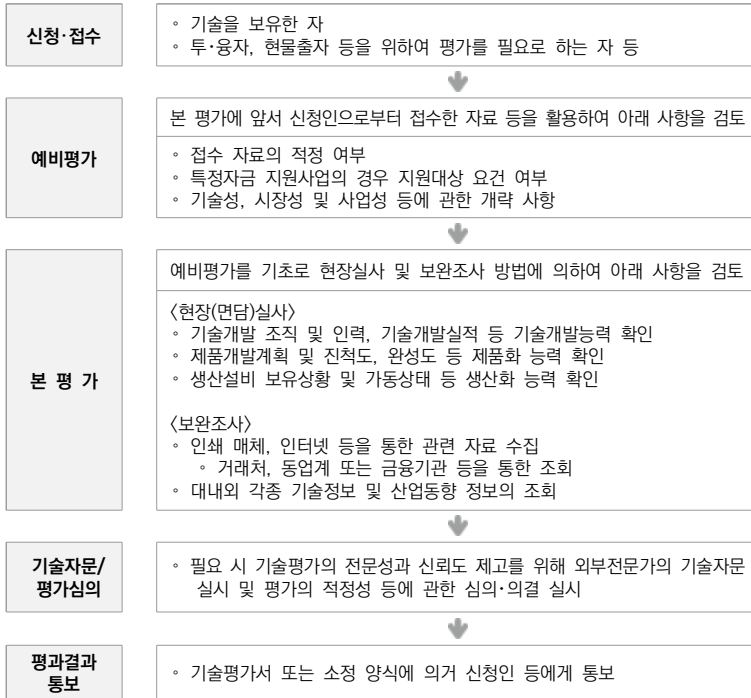 신청·접수
◦ 기술을 보유한 자
◦ 투·융자, 현물출자 등을 위하여 평가를 필요로 하는 자 등
예비평가
본 평가에 앞서 신청인으로부터 접수한 자료 등을 활용하여 아래 사항을 검토
◦ 접수 자료의 적정 여부
◦ 특정자금 지원사업의 경우 지원대상 요건 여부
◦ 기술성, 시장성 및 사업성 등에 관한 개략 사항
본 평 가
예비평가를 기초로 현장실사 및 보완조사 방법에 의하여 아래 사항을 검토
〈현장(면담)실사〉
◦ 기술개발 조직 및 인력, 기술개발실적 등 기술개발능력 확인
◦ 제품개발계획 및 진척도, 완성도 등 제품화 능력 확인
◦ 생산설비 보유상황 및 가동상태 등 생산화 능력 확인
〈보완조사〉
◦ 인쇄 매체, 인터넷 등을 통한 관련 자료 수집
◦ 거래처, 동업계 또는 금융기관 등을 통한 조회
◦ 대내외 각종 기술정보 및 산업동향 정보의 조회
기술자문/
평가심의
◦ 필요 시 기술평가의 전문성과 신뢰도 제고를 위해 외부전문가의 기술자문
실시 및 평가의 적정성 등에 관한 심의·의결 실시
평과결과
통보
◦ 기술평가서 또는 소정 양식에 의거 신청인 등에게 통보